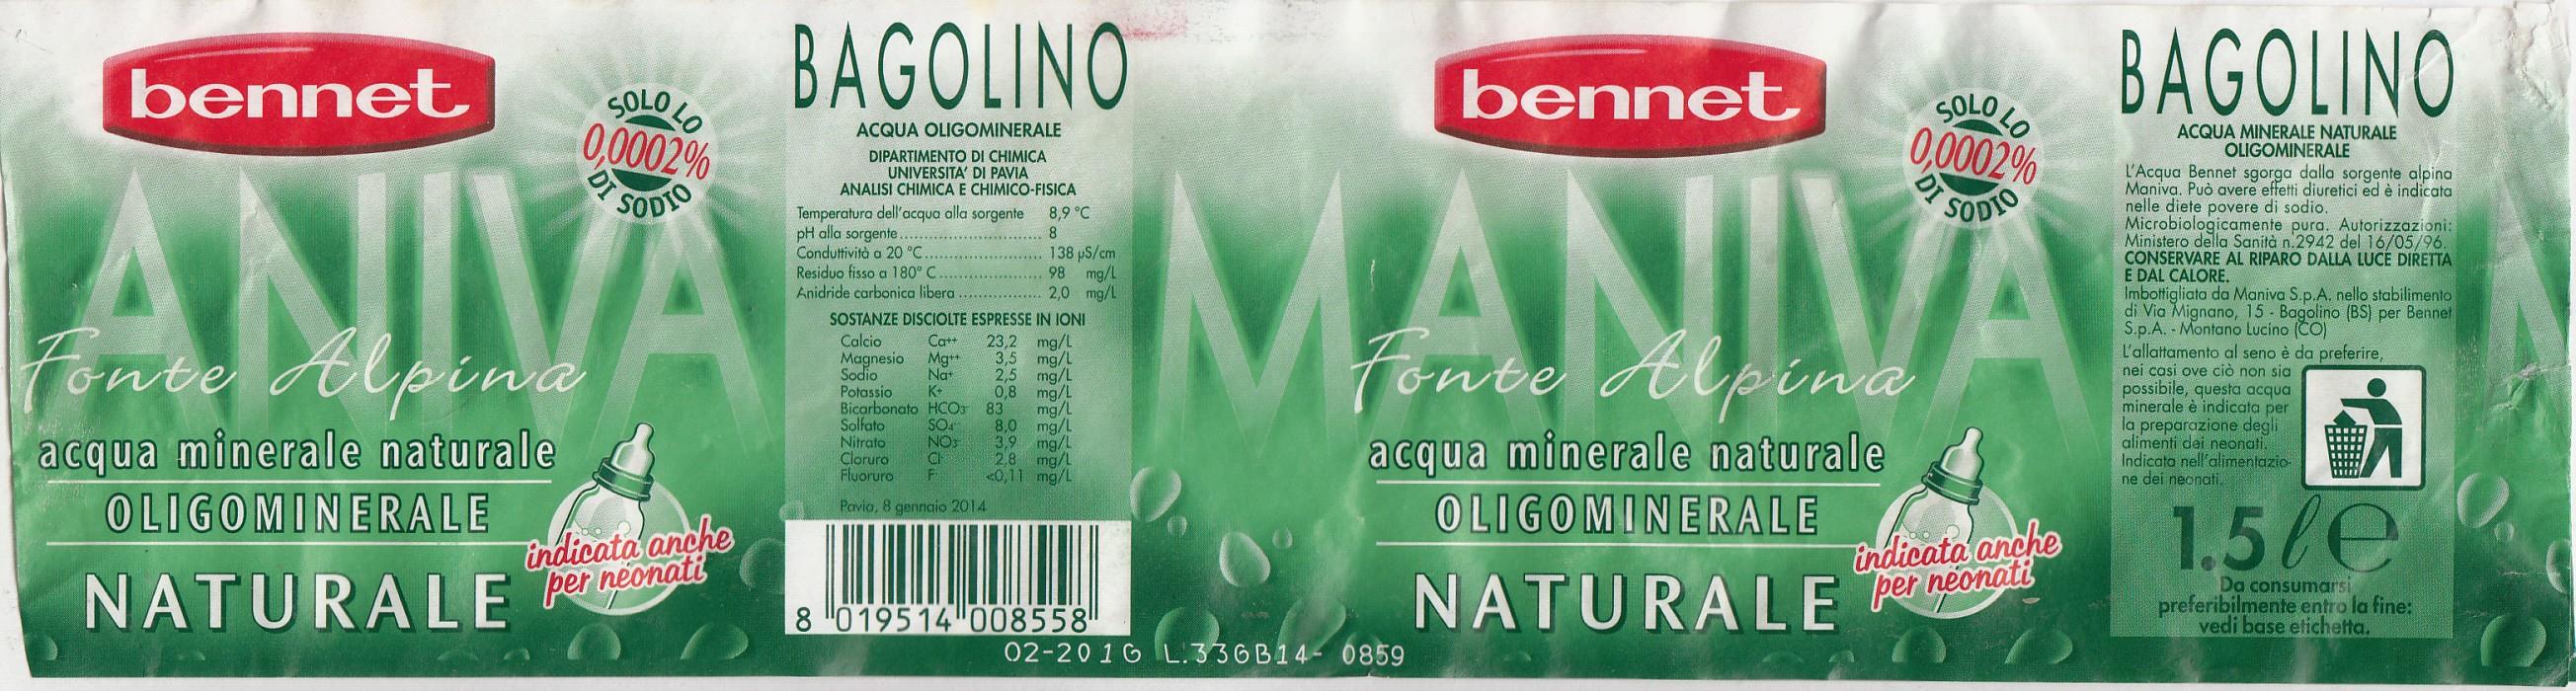 bennet
SOLO LO
0,0002%
DI SODIO
ANIVA
Fonte Alpina
acqua minerale naturale
OLIGOMINERALE
NATURALE
indicata anche
per neonati
BAGOLINO
ACQUA OLIGOMINERALE
DIPARTIMENTO DI CHIMICA
UNIVERSITA' DI PAVIA
ANALISI CHIMICA E CHIMICO-FISICA
Temperatura dell'acqua alla sorgente 8,9 °C
pH alla sorgente 8
Conduttività a 20 °C 138 µS/cm
Residuo fisso a 180° C 98 mg/L
Anidride carbonica libera 2,0 mg/L
SOSTANZE DISCIOLTE ESPRESSE IN IONI
Calcio Ca++ 23,2 mg/L
Magnesio Mg++ 3,5 mg/L
Sodio Na+ 2,5 mg/L
Potassio K+ 0,8 mg/L
Bicarbonato HCO3- 83 mg/L
Solfato SO4-- 8,0 mg/L
Nitrato NO3- 3,9 mg/L
Cloruro Cl- 2,8 mg/L
Fluoruro F- <0,11 mg/L
Pavia, 8 gennaio 2014
8 019514 008558
02-2016 L.336B14- 0859
bennet
SOLO LO
0,0002%
DI SODIO
MANIVA
Fonte Alpina
acqua minerale naturale
OLIGOMINERALE
NATURALE
indicata anche
per neonati
BAGOLINO
ACQUA MINERALE NATURALE
OLIGOMINERALE
L'Acqua Bennet sgorga dalla sorgente alpina
Maniva. Può avere effetti diuretici ed è indicata
nelle diete povere di sodio.
Microbiologicamente pura. Autorizzazioni:
Ministero della Sanità n.2942 del 16/05/96.
CONSERVARE AL RIPARO DALLA LUCE DIRETTA
E DAL CALORE.
Imbottigliata da Maniva S.p.A. nello stabilimento
di Via Mignano, 15 - Bagolino (BS) per Bennet
S.p.A. - Montano Lucino (CO)
L'allattamento al seno è da preferire,
nei casi ove ciò non sia
possibile, questa acqua
minerale è indicata per
la preparazione degli
alimenti dei neonati.
Indicata nell'alimentazio-
ne dei neonati.
1.5 l e
Da consumarsi
preferibilmente entro la fine:
vedi base etichetta.